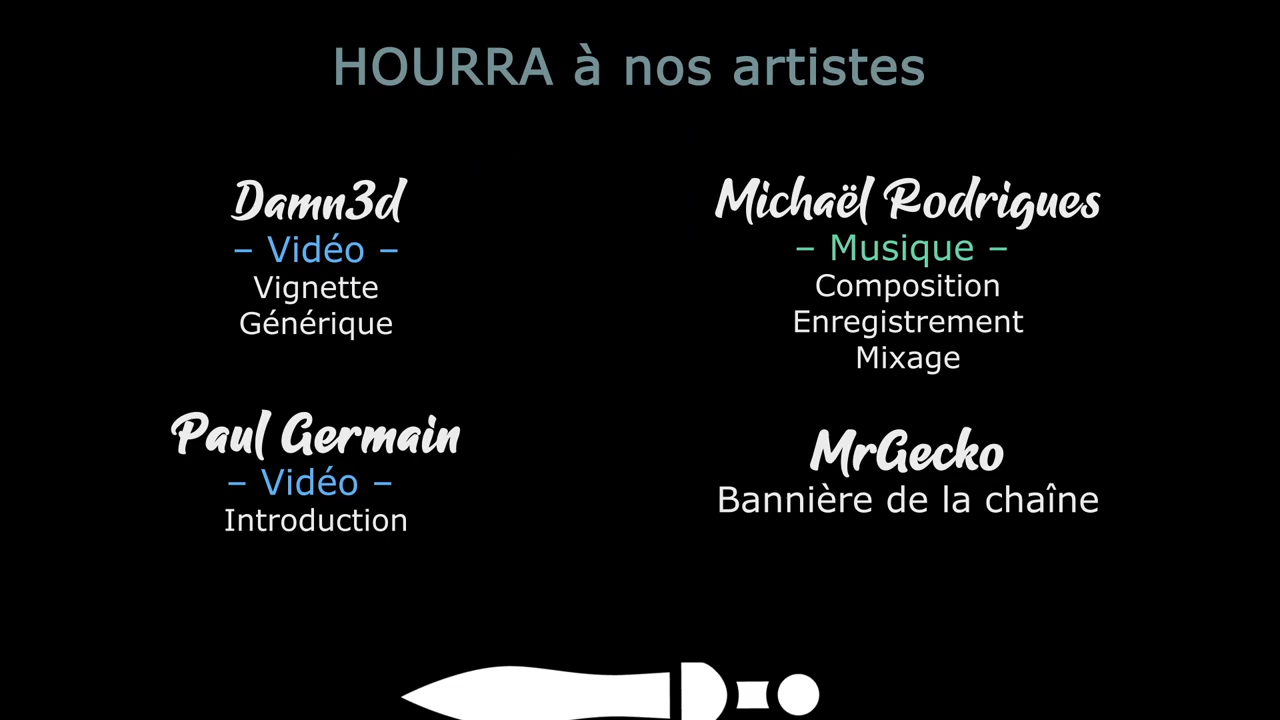 HOURRA à nos artistes
Damn3d
– Vidéo –
Vignette
Générique
Michaël Rodrigues
– Musique –
Composition
Enregistrement
Mixage
Paul Germain
– Vidéo –
Introduction
MrGecko
Bannière de la chaîne